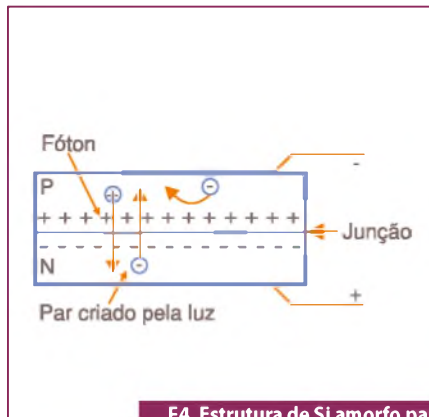 Fóton
-
P
-
+ + + + + + + + + + + + +
Junção
- - - - - - - - - - - - - -
N
-
+
Par criado pela luz
F4. Estrutura de Si amorfo pa